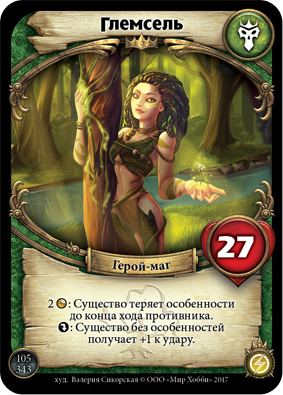 Глемсель
27
Герой-маг
2 : Существо теряет особенности
до конца хода противника.
: Существо без особенностей
получает +1 к удару.
105
343
худ. Валерия Сикорская © ООО «Мир Хобби» 2017